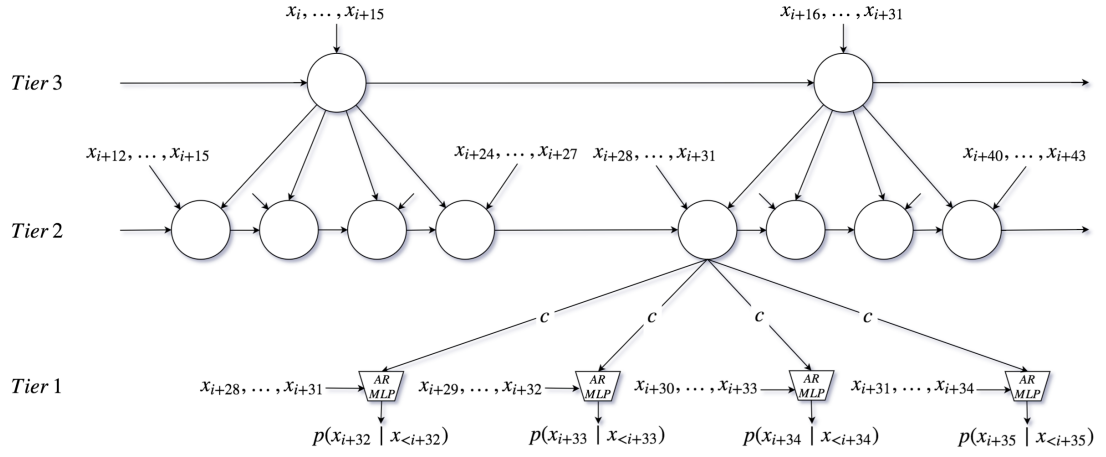 x_i, … , x_{i+15}
x_{i+16}, … , x_{i+31}
Tier 3
x_{i+12}, … , x_{i+15}
x_{i+24}, … , x_{i+27}
x_{i+28}, … , x_{i+31}
x_{i+40}, … , x_{i+43}
Tier 2
c
c
c
c
Tier 1
x_{i+28}, … , x_{i+31}
AR
MLP
x_{i+29}, … , x_{i+32}
AR
MLP
x_{i+30}, … , x_{i+33}
AR
MLP
x_{i+31}, … , x_{i+34}
AR
MLP
p(x_{i+32} | x_{<i+32})
p(x_{i+33} | x_{<i+33})
p(x_{i+34} | x_{<i+34})
p(x_{i+35} | x_{<i+35})